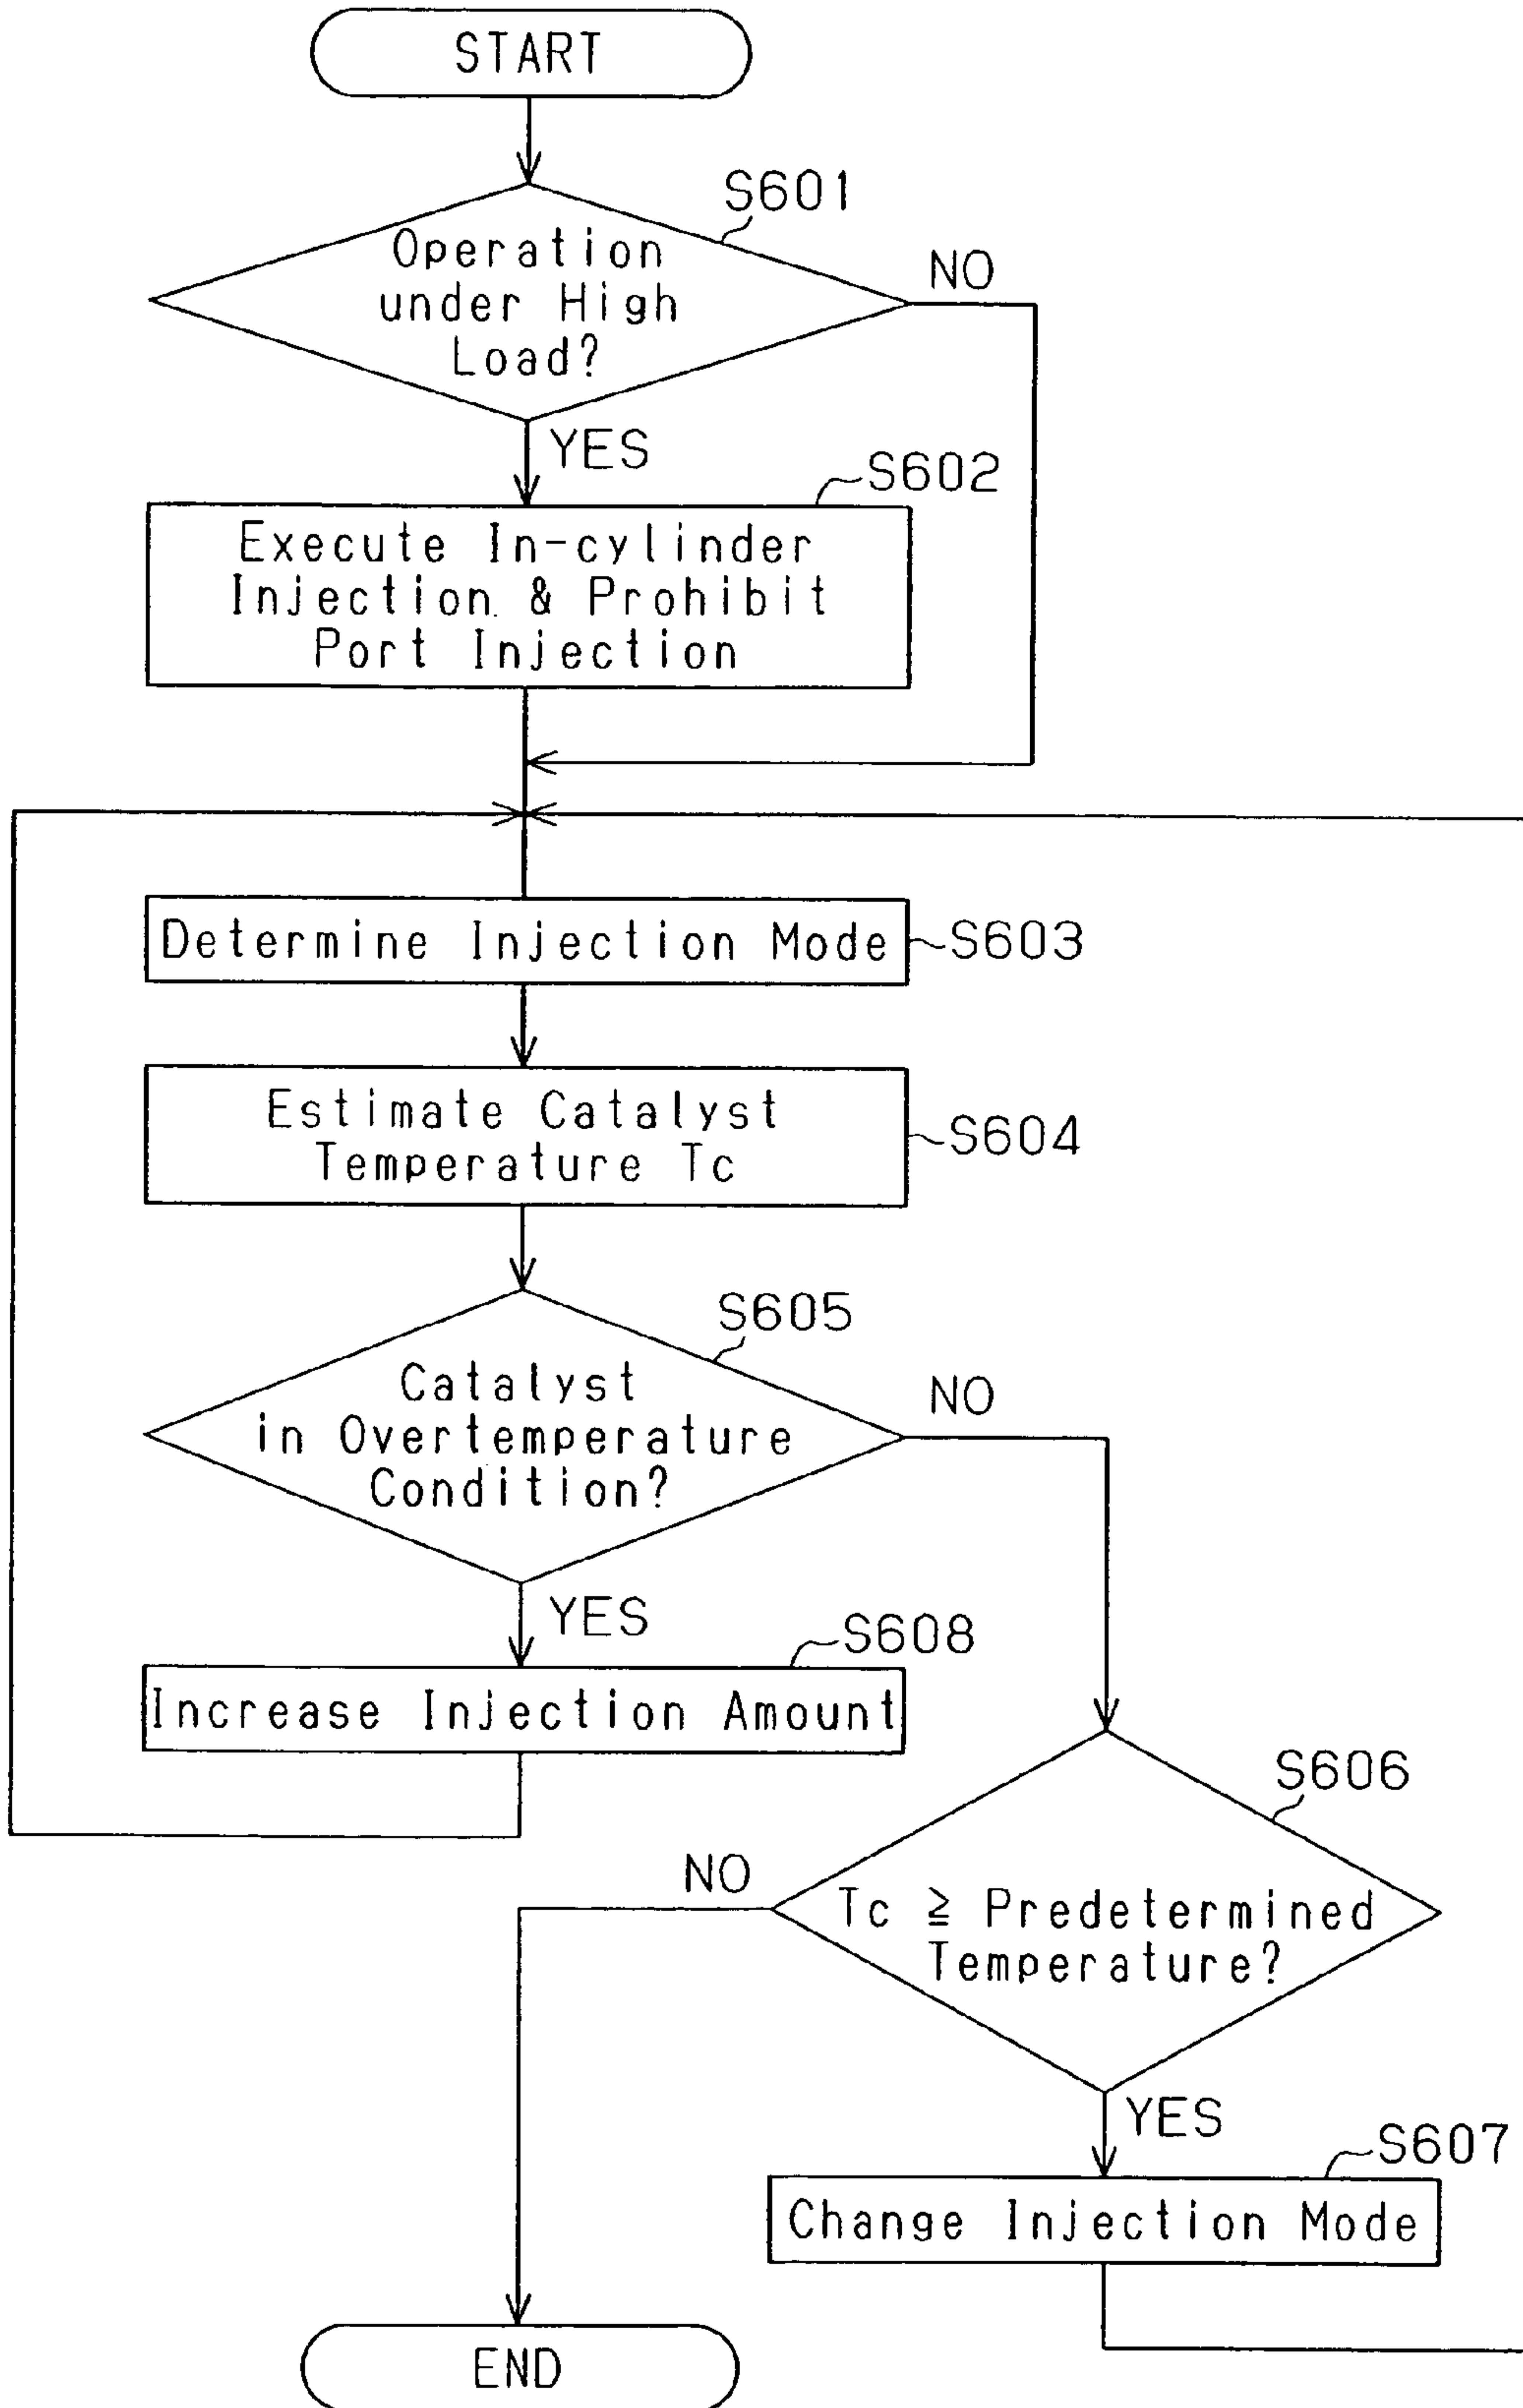 START
S601
Operation
under High
Load?
NO
YES
S602
Execute In-cylinder
Injection & Prohibit
Port Injection
Determine Injection Mode
S603
Estimate Catalyst
Temperature Tc
S604
S605
Catalyst
in Overtemperature
Condition?
NO
YES
S608
Increase Injection Amount
S606
NO
Tc ≧ Predetermined
Temperature?
YES
S607
Change Injection Mode
END